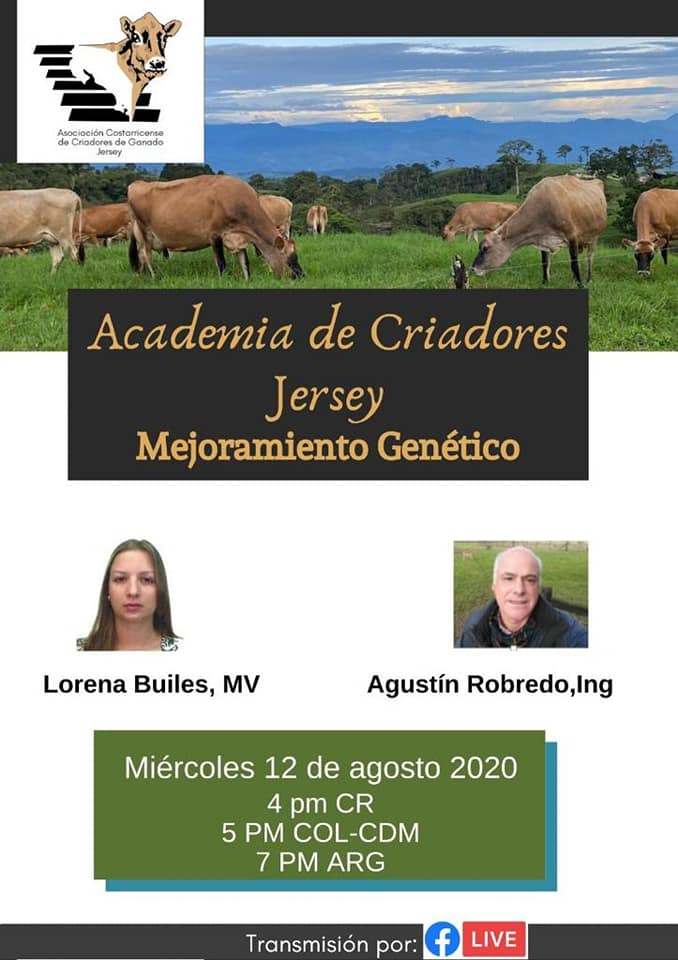 Asociación Costarricense
de Criadores de Ganado
Jersey
Academia de Criadores
Jersey
Mejoramiento Genético
Lorena Builes, MV
Agustín Robredo,Ing
Miércoles 12 de agosto 2020
4 pm CR
5 PM COL-CDM
7 PM ARG
Transmisión por: LIVE